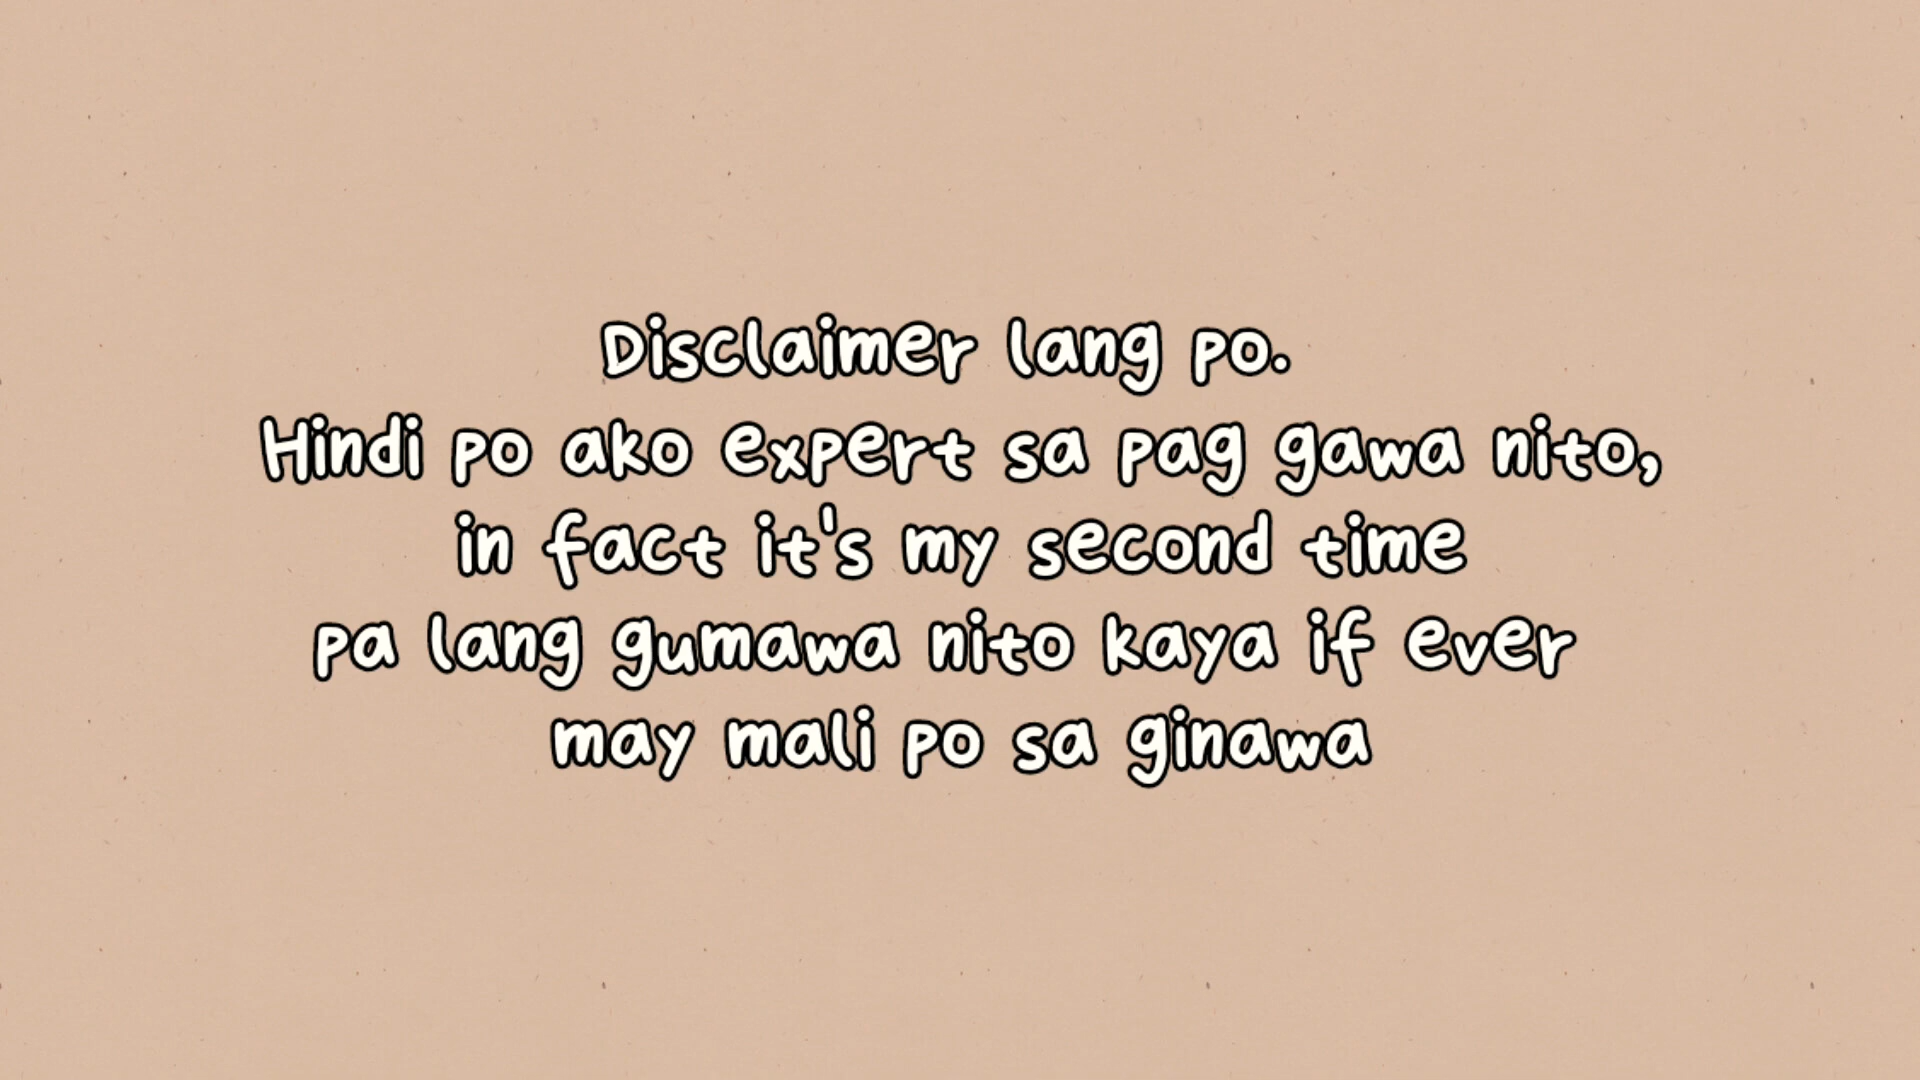 Disclaimer lang po.
Hindi po ako expert sa pag gawa nito,
in fact it's my second time
pa lang gumawa nito kaya if ever
may mali po sa ginawa